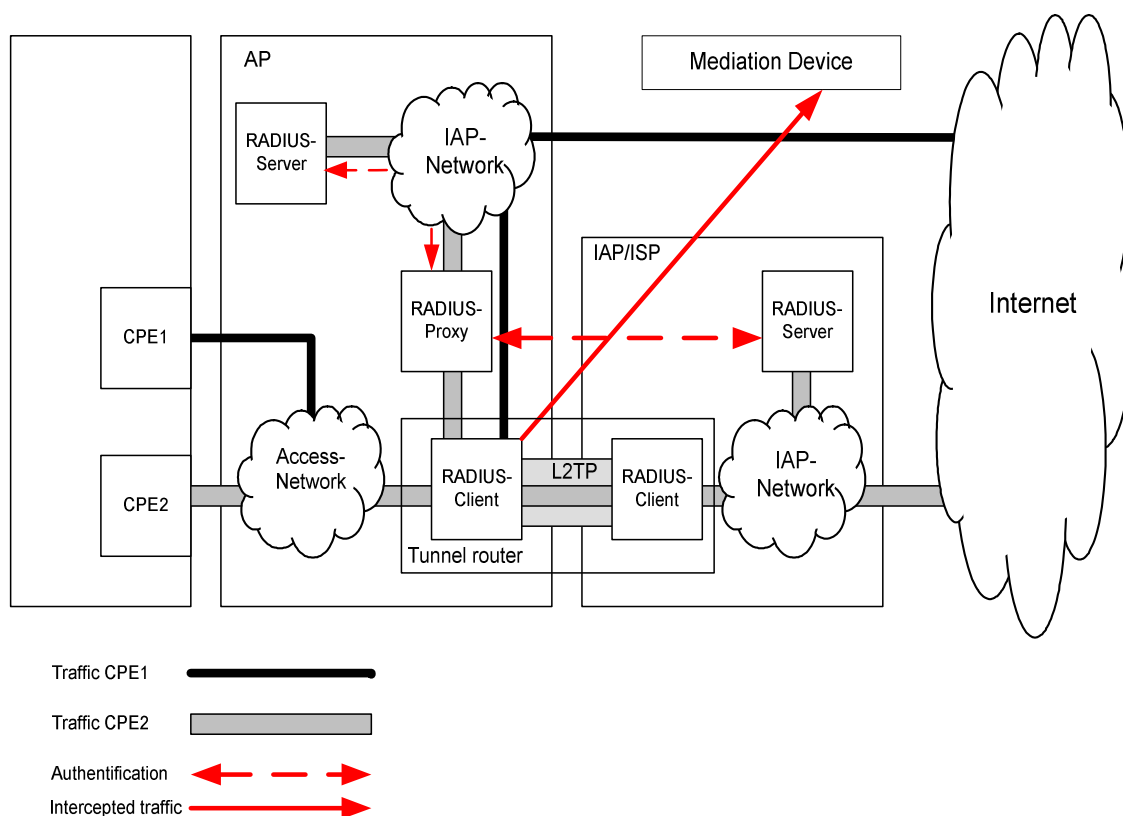 AP
Mediation Device
RADIUS-
Server
IAP-
Network
IAP/ISP
RADIUS-
Proxy
RADIUS-
Server
Internet
CPE1
Access-
Network
RADIUS-
Client
L2TP
RADIUS-
Client
IAP-
Network
CPE2
Tunnel router
Traffic CPE1
Traffic CPE2
Authentification
Intercepted traffic